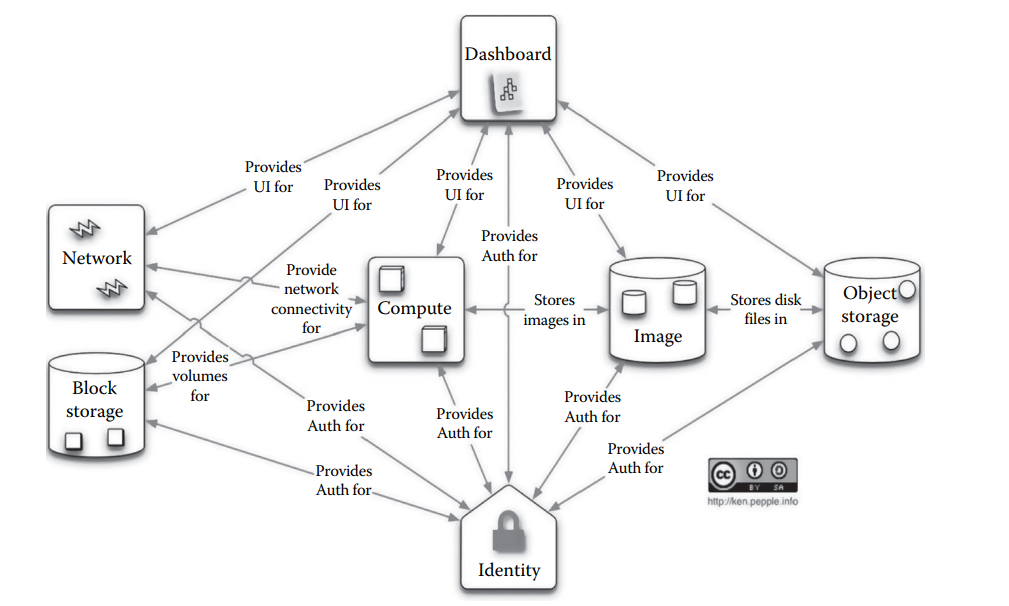 Dashboard
Provides
UI for
Provides
UI for
Provides
UI for
Provides
UI for
Provides
UI for
Provides
Auth for
Network
Provide
network
connectivity
for
Compute
Stores
images in
Image
Stores disk
files in
Object
storage
Block
storage
Provides
volumes
for
Provides
Auth for
Provides
Auth for
Provides
Auth for
Provides
Auth for
Provides
Auth for
Identity
cc
BY SA
http://ken.pepple.info